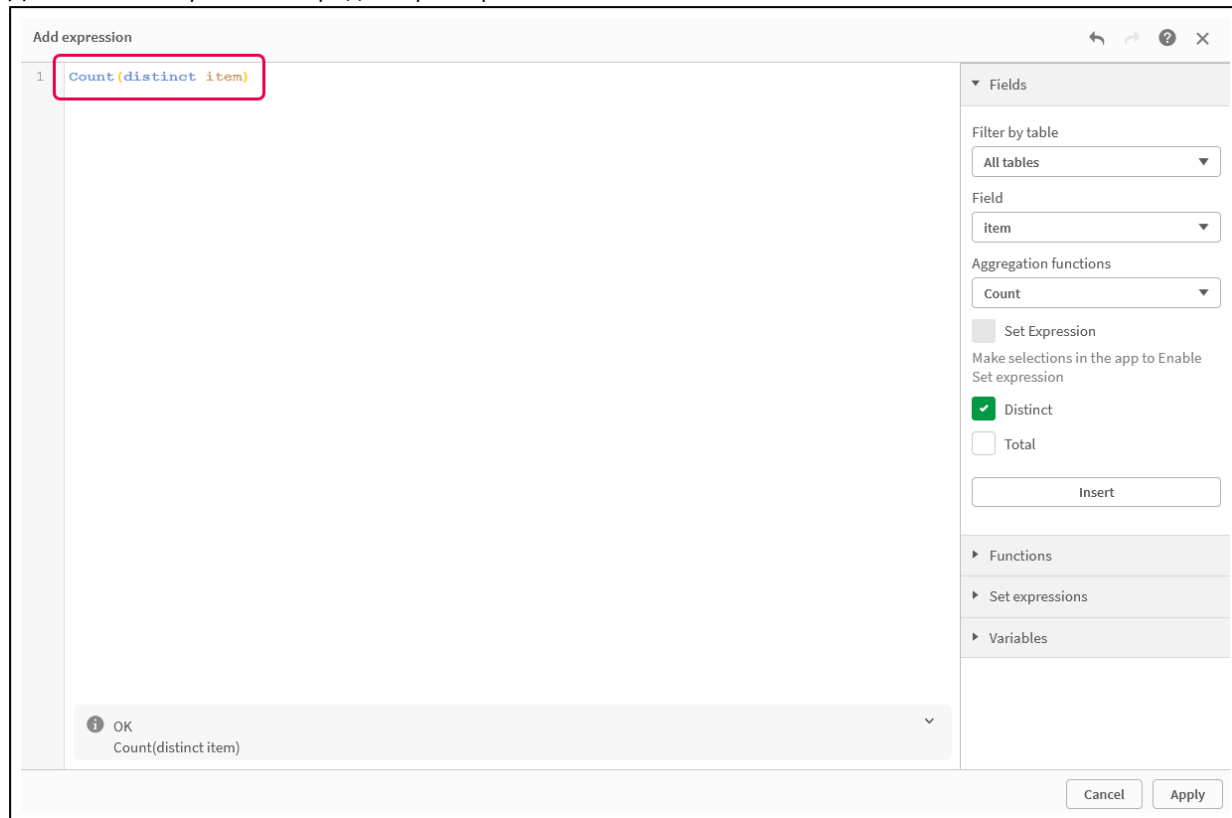 Add expression
1 Count(distinct item)
Fields
Filter by table
All tables
Field
item
Aggregation functions
Count
Set Expression
Make selections in the app to Enable
Set expression
Distinct
Total
Insert
Functions
Set expressions
Variables
OK
Count(distinct item)
Cancel Apply